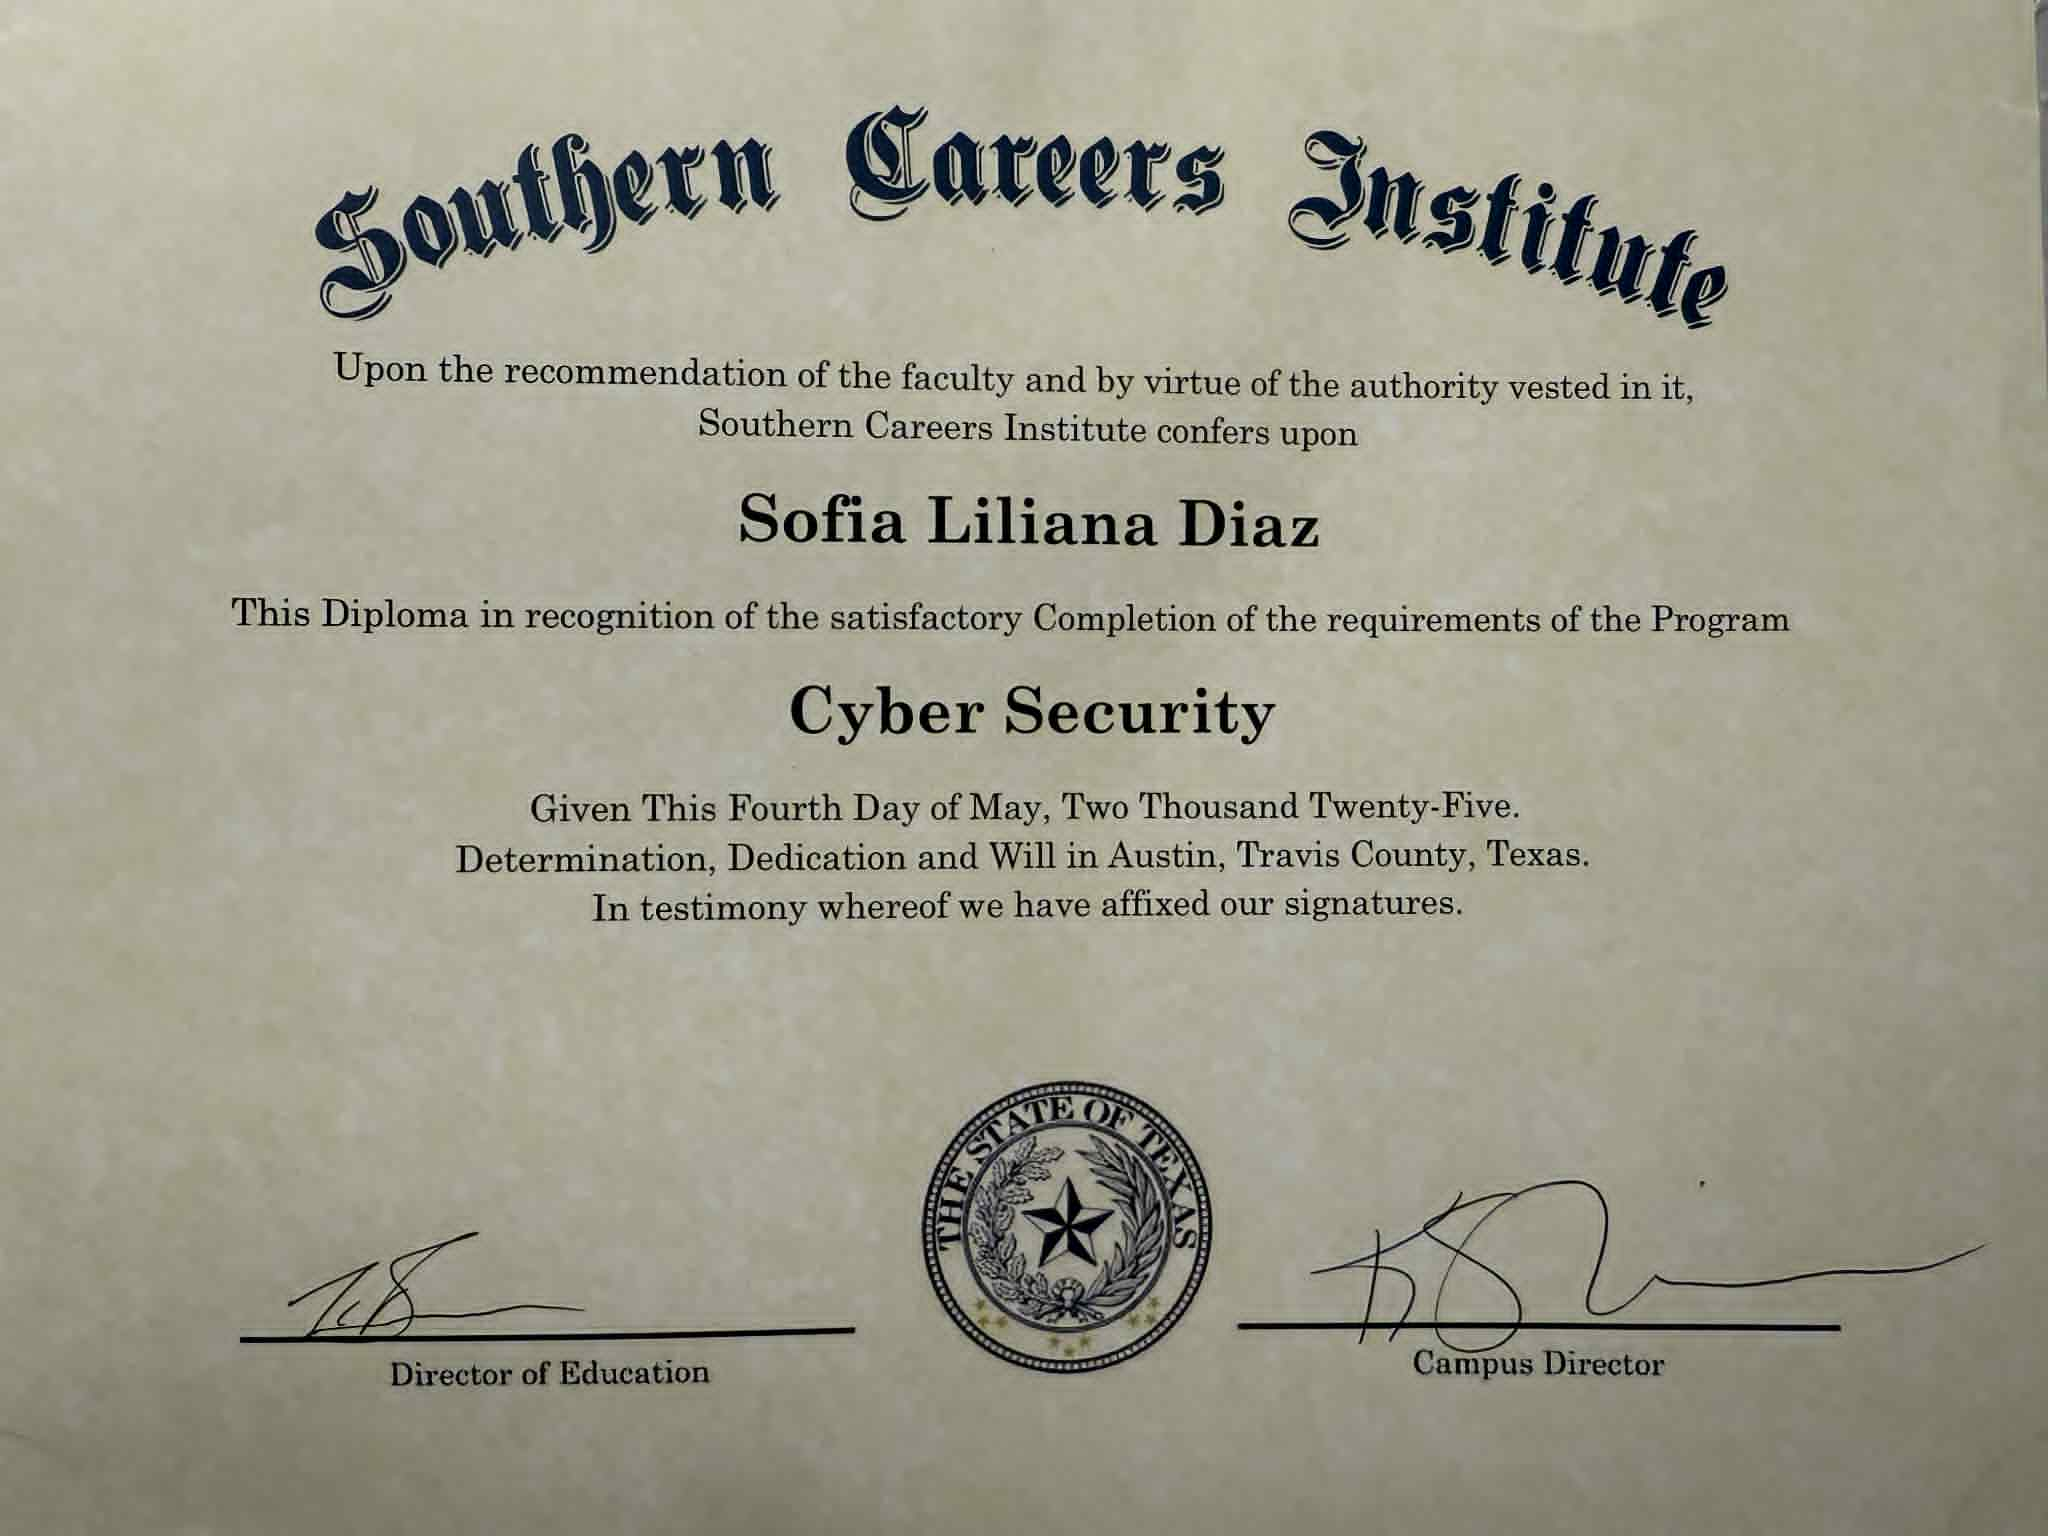 Southern Careers Institute
Upon the recommendation of the faculty and by virtue of the authority vested in it,
Southern Careers Institute confers upon
Sofia Liliana Diaz
This Diploma in recognition of the satisfactory Completion of the requirements of the Program
Cyber Security
Given This Fourth Day of May, Two Thousand Twenty-Five.
Determination, Dedication and Will in Austin, Travis County, Texas.
In testimony whereof we have affixed our signatures.
THE STATE OF TEXAS
Director of Education
Campus Director